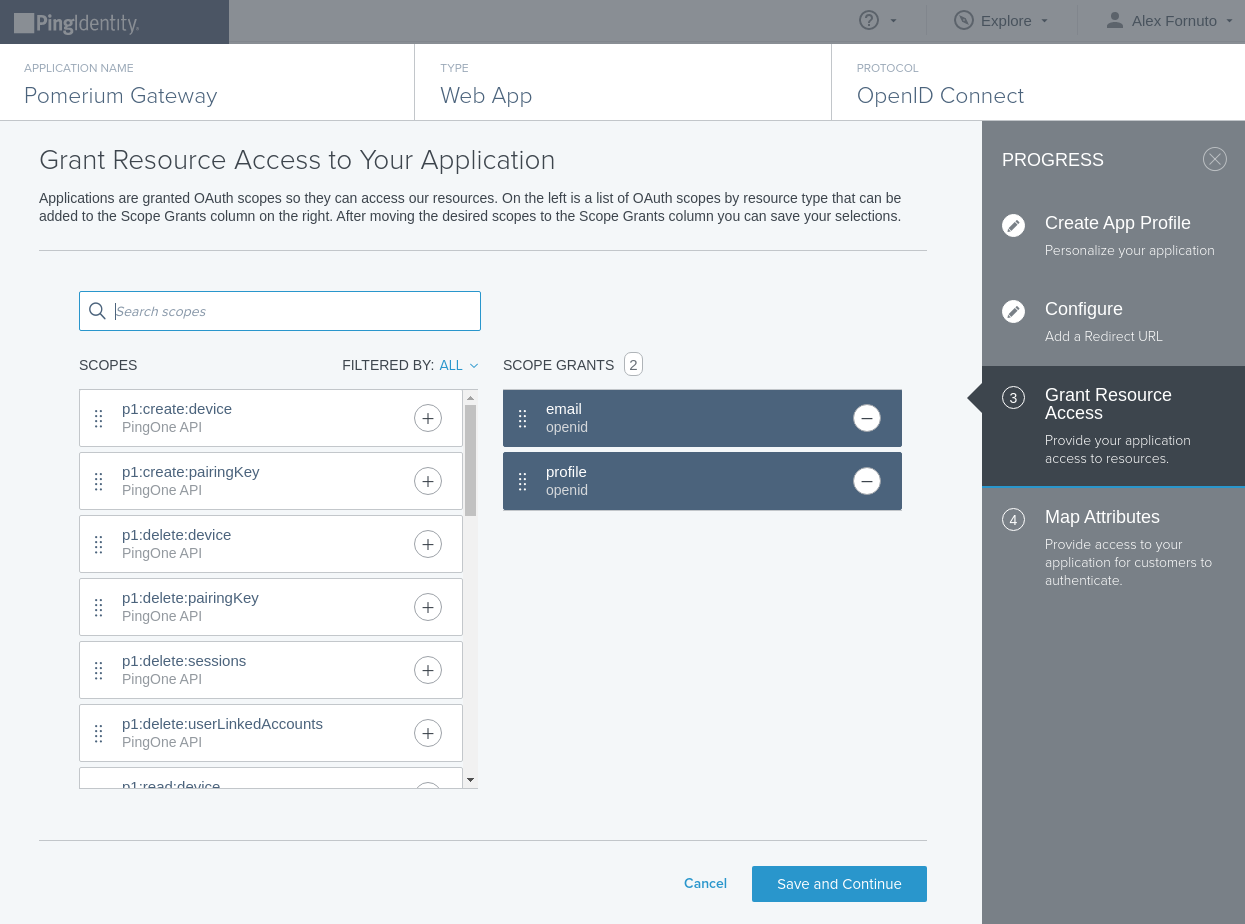 PingIdentity.
Explore
Alex Fornuto
APPLICATION NAME
Pomerium Gateway
TYPE
Web App
PROTOCOL
OpenID Connect
Grant Resource Access to Your Application
Applications are granted OAuth scopes so they can access our resources. On the left is a list of OAuth scopes by resource type that can be
added to the Scope Grants column on the right. After moving the desired scopes to the Scope Grants column you can save your selections.
Search scopes
SCOPES
FILTERED BY: ALL
p1:create:device
PingOne API
p1:create:pairingKey
PingOne API
p1:delete:device
PingOne API
p1:delete:pairingKey
PingOne API
p1:delete:sessions
PingOne API
p1:delete:userLinkedAccounts
PingOne API
p1:read:device
SCOPE GRANTS 2
email
openid
profile
openid
Cancel
Save and Continue
PROGRESS
Create App Profile
Personalize your application
Configure
Add a Redirect URL
3
Grant Resource
Access
Provide your application
access to resources.
4
Map Attributes
Provide access to your
application for customers to
authenticate.